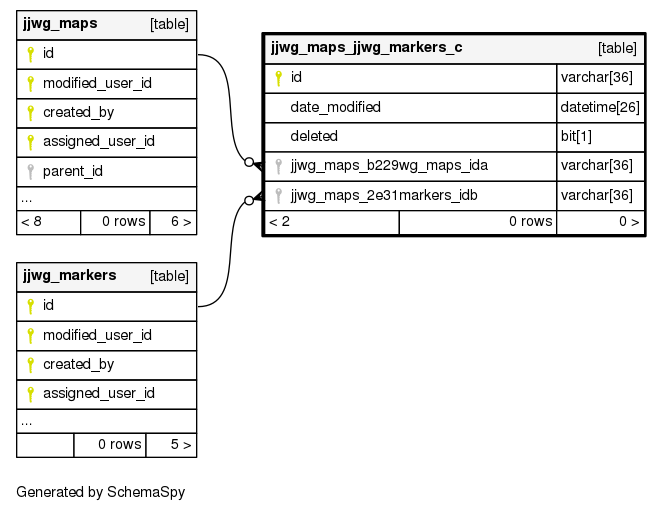 jjwg_maps [table]
id
modified_user_id
created_by
assigned_user_id
parent_id
...
< 8 0 rows 6 >
jjwg_maps_jjwg_markers_c [table]
id varchar[36]
date_modified datetime[26]
deleted bit[1]
jjwg_maps_b229wg_maps_ida varchar[36]
jjwg_maps_2e31markers_idb varchar[36]
< 2 0 rows 0 >
jjwg_markers [table]
id
modified_user_id
created_by
assigned_user_id
...
0 rows 5 >
Generated by SchemaSpy